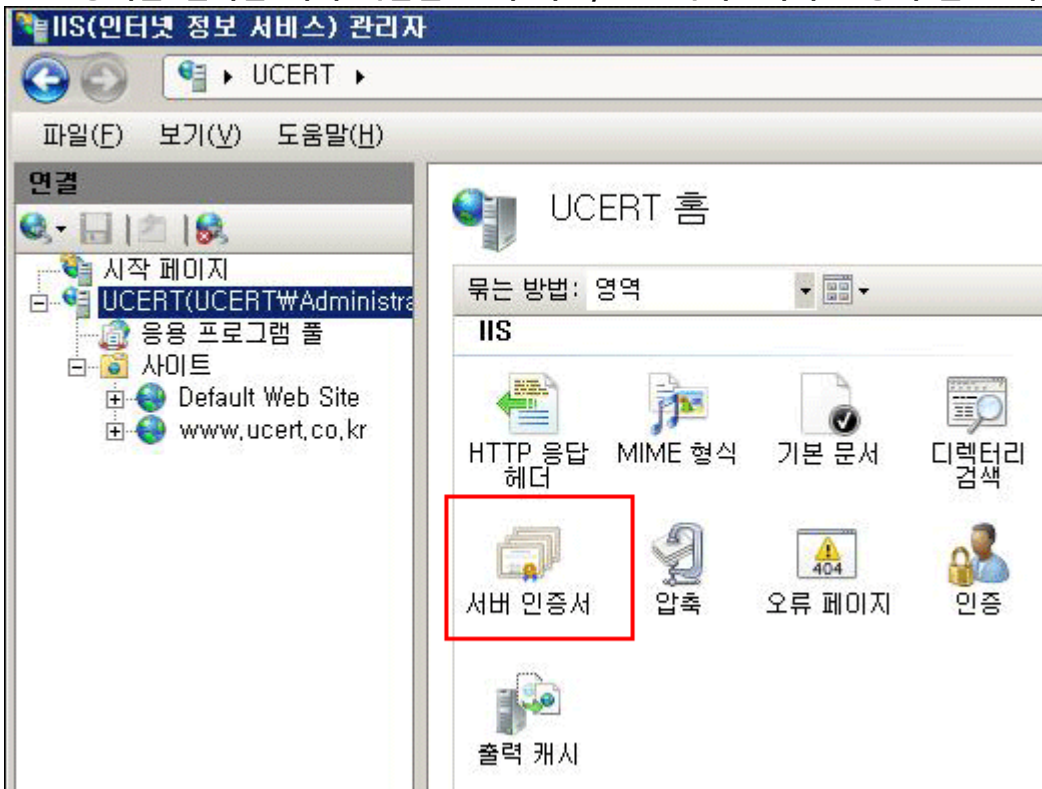 IIS(인터넷 정보 서비스) 관리자
UCERT
파일(F) 보기(V) 도움말(H)
연결
시작 페이지
UCERT(UCERT₩Administra
응용 프로그램 풀
사이트
Default Web Site
www.ucert.co.kr
UCERT 홈
묶는 방법: 영역
IIS
HTTP 응답 헤더
MIME 형식
기본 문서
디렉터리 검색
서버 인증서
압축
404
오류 페이지
인증
출력 캐시